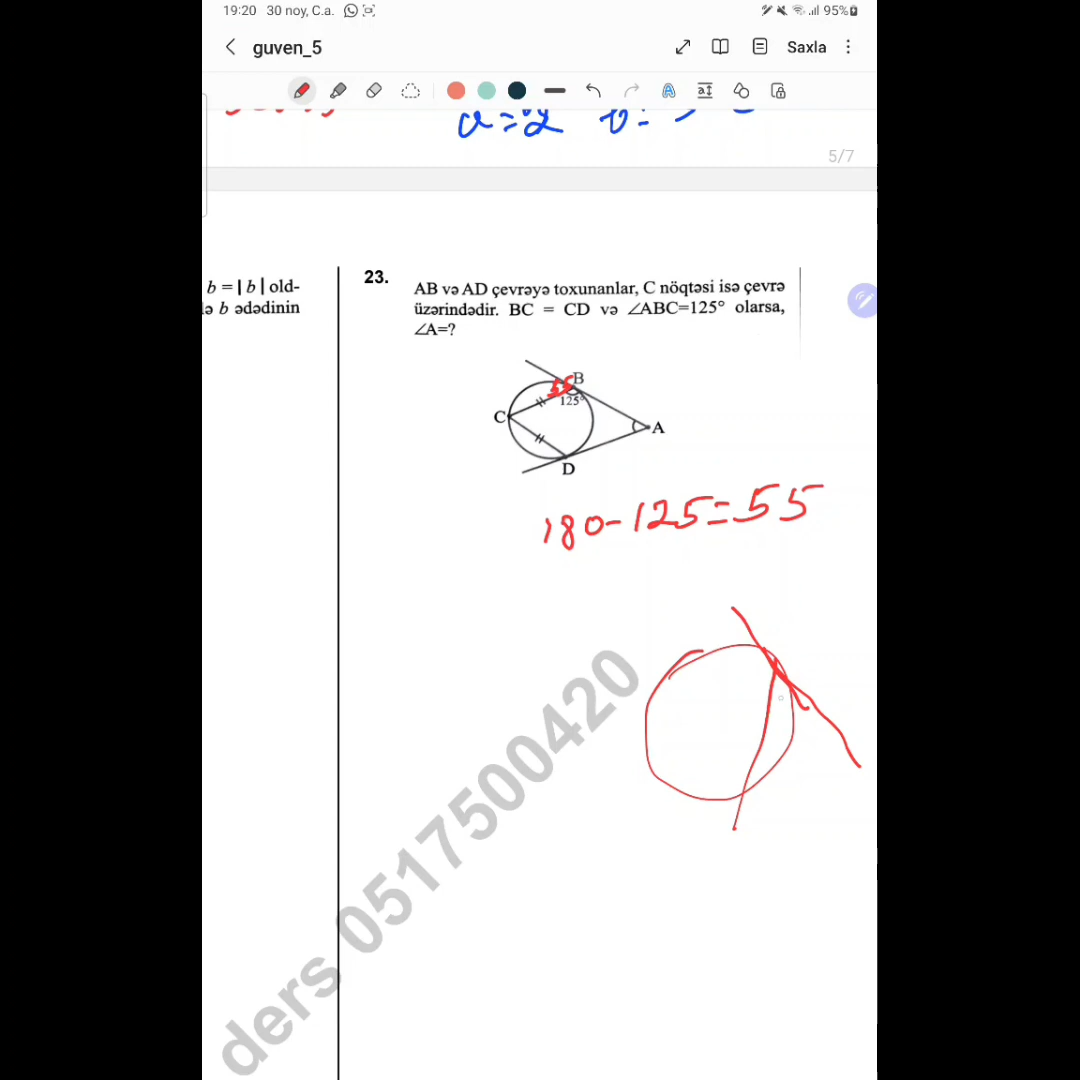 19:20 30 noy, C.a. 95%
guven_5
Saxla
5/7
b = | b | old-
b ədədinin
23.
AB və AD çevrəyə toxunanlar, C nöqtəsi isə çevrə
üzərindədir. BC = CD və ∠ABC=125° olarsa,
∠A=?
55
B
125°
C
A
D
180-125=55
ders 0517500420